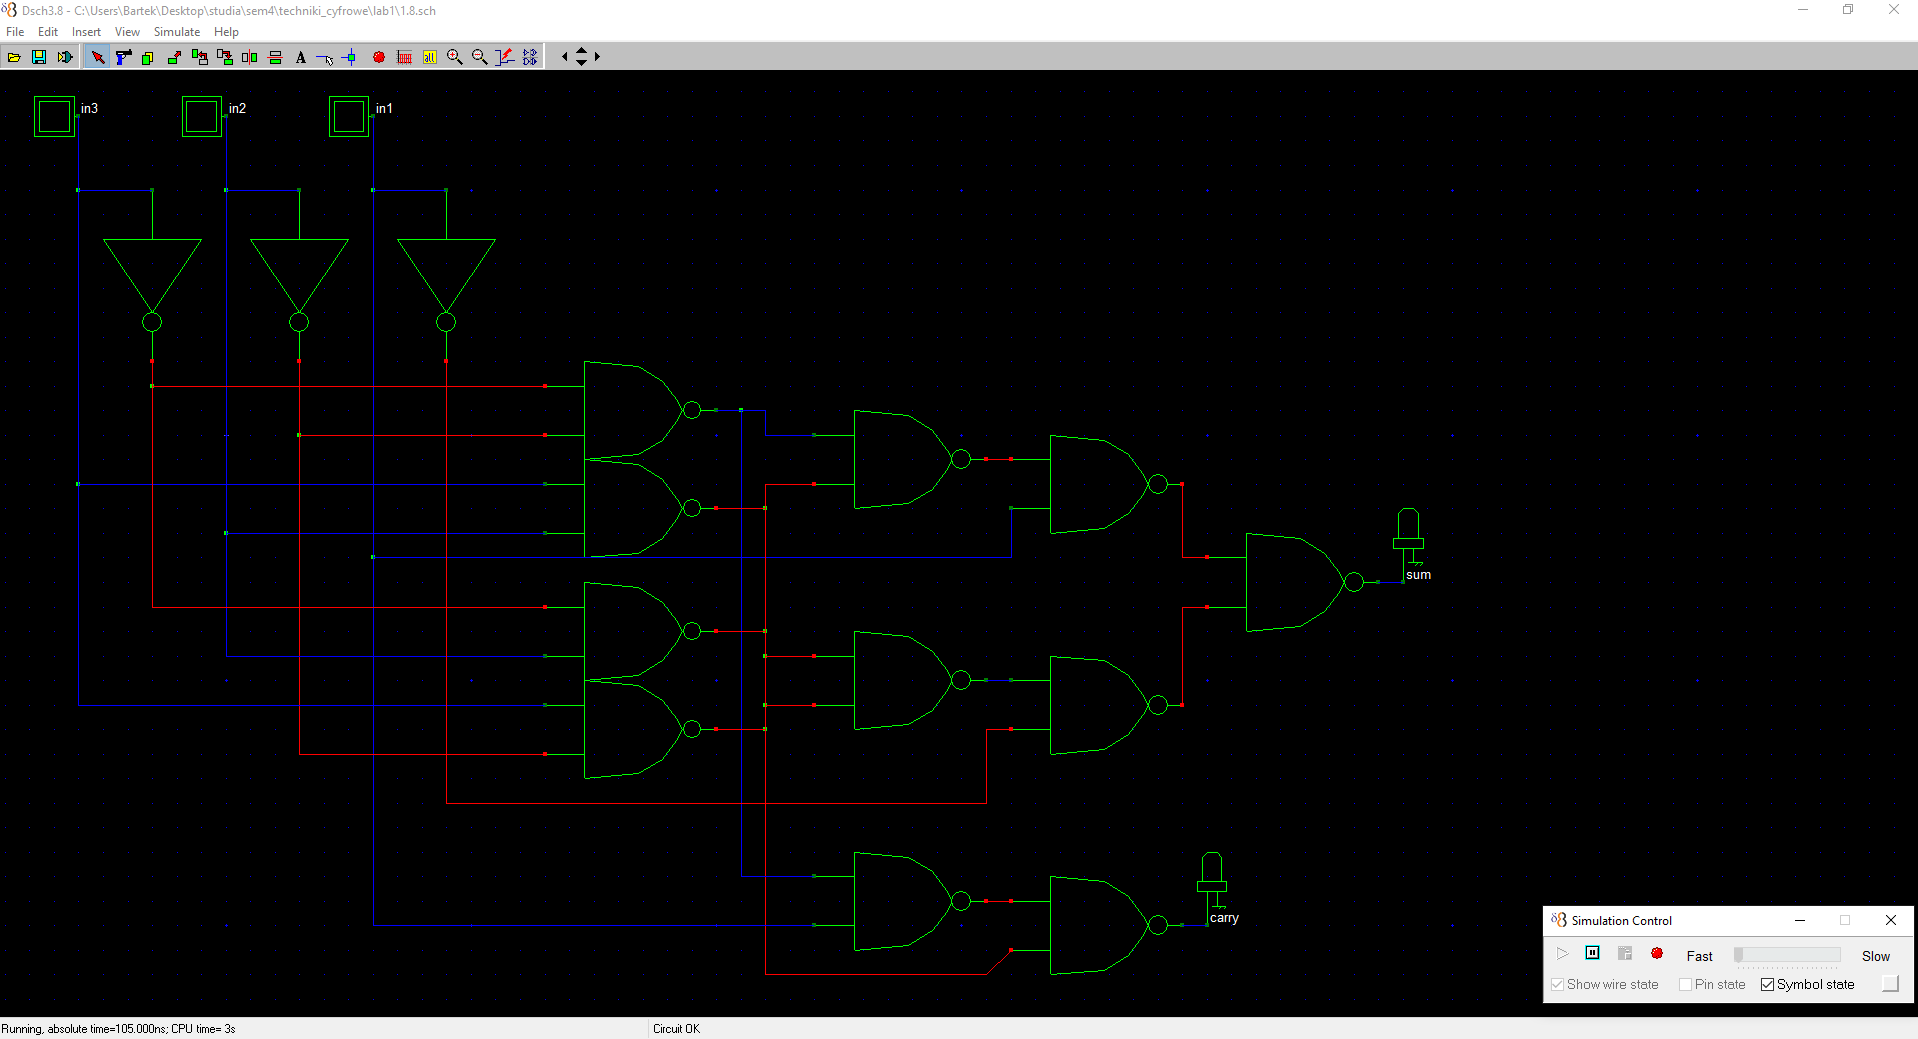 Dsch3.8 - C:\Users\Bartek\Desktop\studia\sem4\techniki_cyfrowe\lab1\1.8.sch
File Edit Insert View Simulate Help
A all
in3 in2 in1
sum
carry
Simulation Control
Fast Slow
Show wire state Pin state Symbol state
Running, absolute time=105.000ns; CPU time= 3s Circuit OK